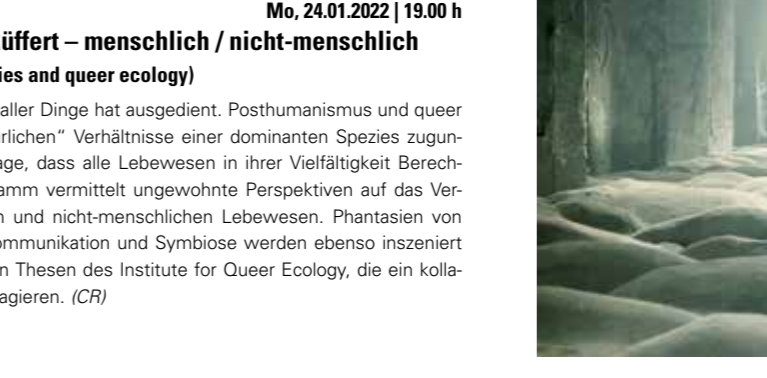 Mo, 24.01.2022 | 19.00 h
üffert – menschlich / nicht-menschlich
ies and queer ecology)
aller Dinge hat ausgedient. Posthumanismus und queer
rlichen“ Verhältnisse einer dominanten Spezies zugun-
age, dass alle Lebewesen in ihrer Vielfältigkeit Berech-
amm vermittelt ungewohnte Perspektiven auf das Ver-
n und nicht-menschlichen Lebewesen. Phantasien von
ommunikation und Symbiose werden ebenso inszeniert
n Thesen des Institute for Queer Ecology, die ein kolla-
agieren. (CR)